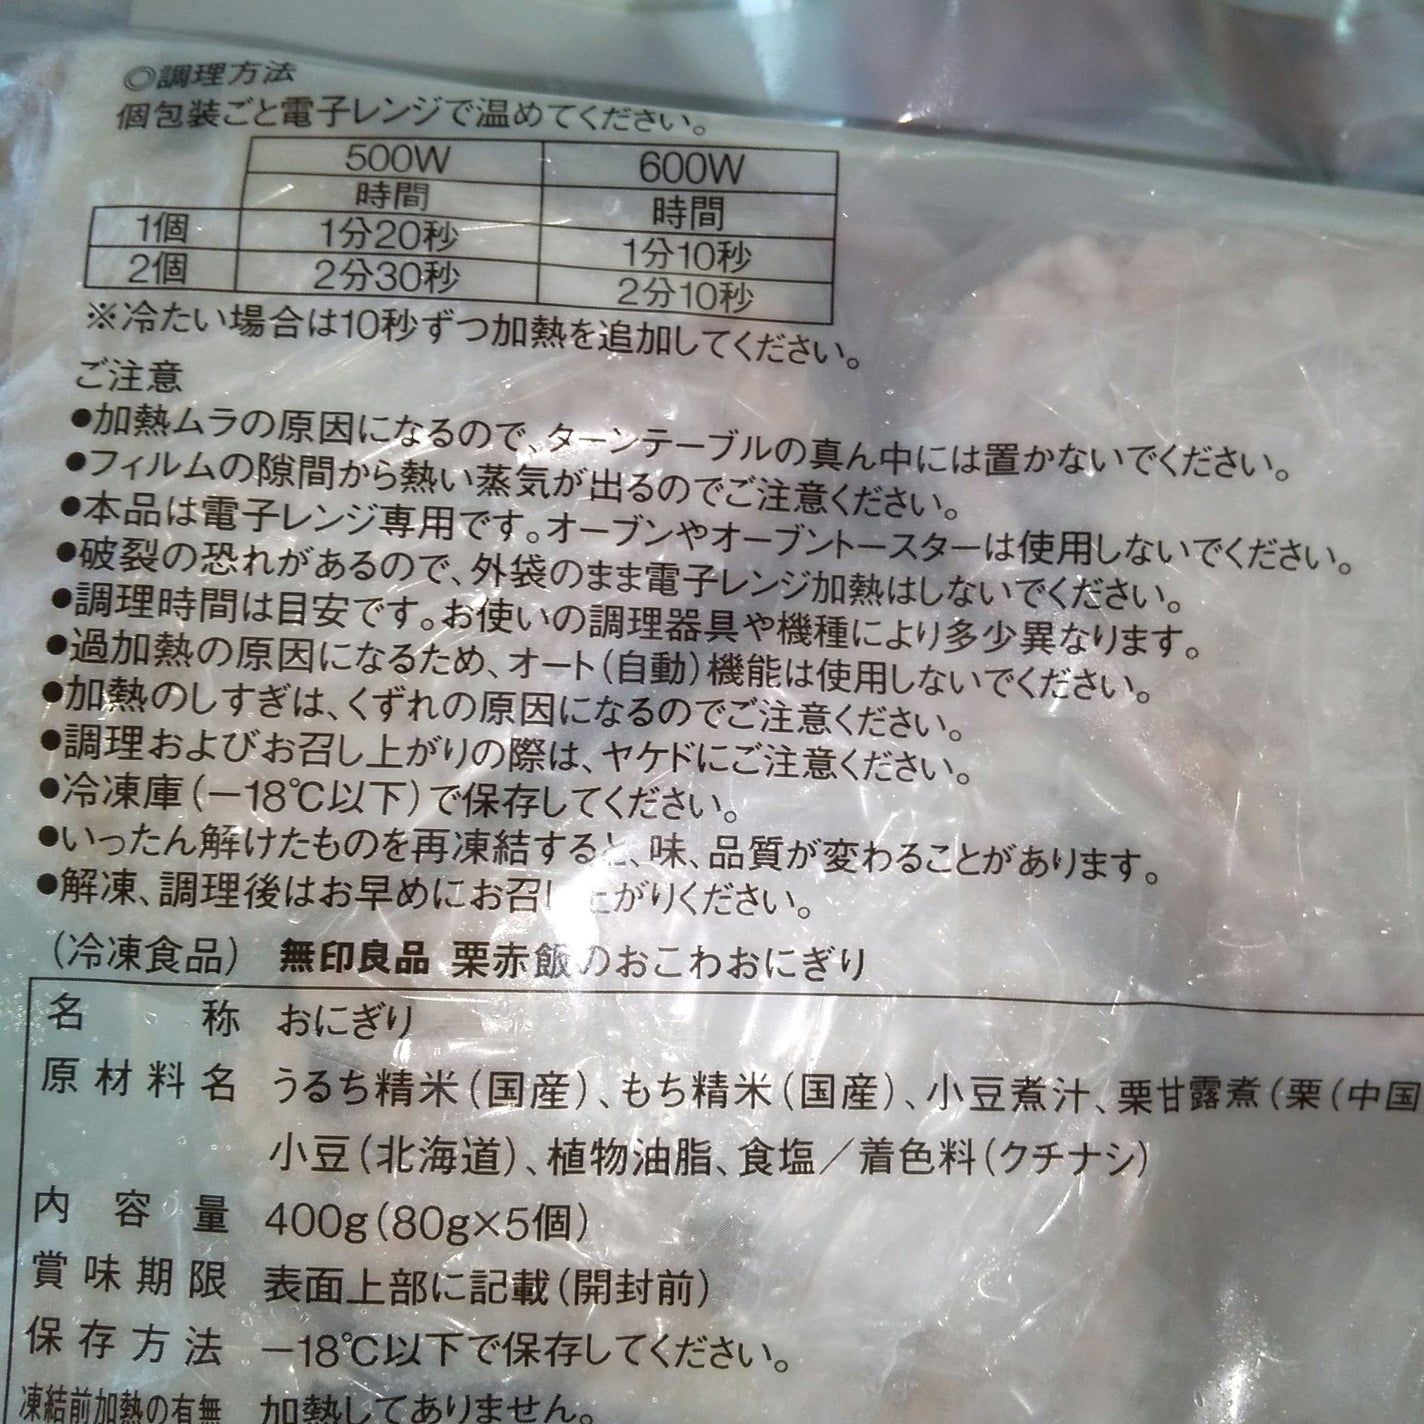 ◎調理方法
個包装ごと電子レンジで温めてください。
500W 600W
時間 時間
1個 1分20秒 1分10秒
2個 2分30秒 2分10秒
※冷たい場合は10秒ずつ加熱を追加してください。
ご注意
●加熱ムラの原因になるので、ターンテーブルの真ん中には置かないでください。
●フィルムの隙間から熱い蒸気が出るのでご注意ください。
●本品は電子レンジ専用です。オーブンやオーブントースターは使用しないでください。
●破裂の恐れがあるので、外袋のまま電子レンジ加熱はしないでください。
●調理時間は目安です。お使いの調理器具や機種により多少異なります。
●過加熱の原因になるため、オート(自動)機能は使用しないでください。
●加熱のしすぎは、くずれの原因になるのでご注意ください。
●調理およびお召し上がりの際は、ヤケドにご注意ください。
●冷凍庫(−18℃以下)で保存してください。
●いったん解けたものを再凍結すると、味、品質が変わることがあります。
●解凍、調理後はお早めにお召し上がりください。
(冷凍食品) 無印良品 栗赤飯のおこわおにぎり
名称 おにぎり
原材料名 うるち精米(国産)、もち精米(国産)、小豆煮汁、栗甘露煮(栗(中国
小豆(北海道)、植物油脂、食塩/着色料(クチナシ)
内容量 400g(80g×5個)
賞味期限 表面上部に記載(開封前)
保存方法 −18℃以下で保存してください。
凍結前加熱の有無 加熱してありません。